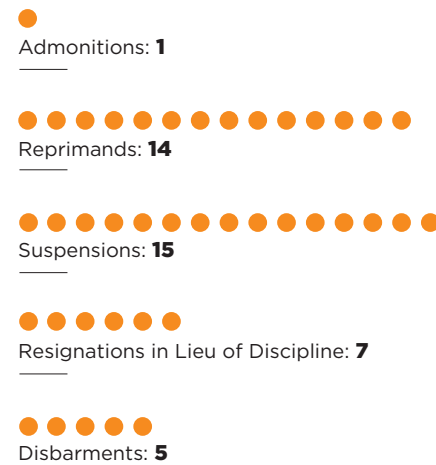 Admonitions: 1
Reprimands: 14
Suspensions: 15
Resignations in Lieu of Discipline: 7
Disbarments: 5